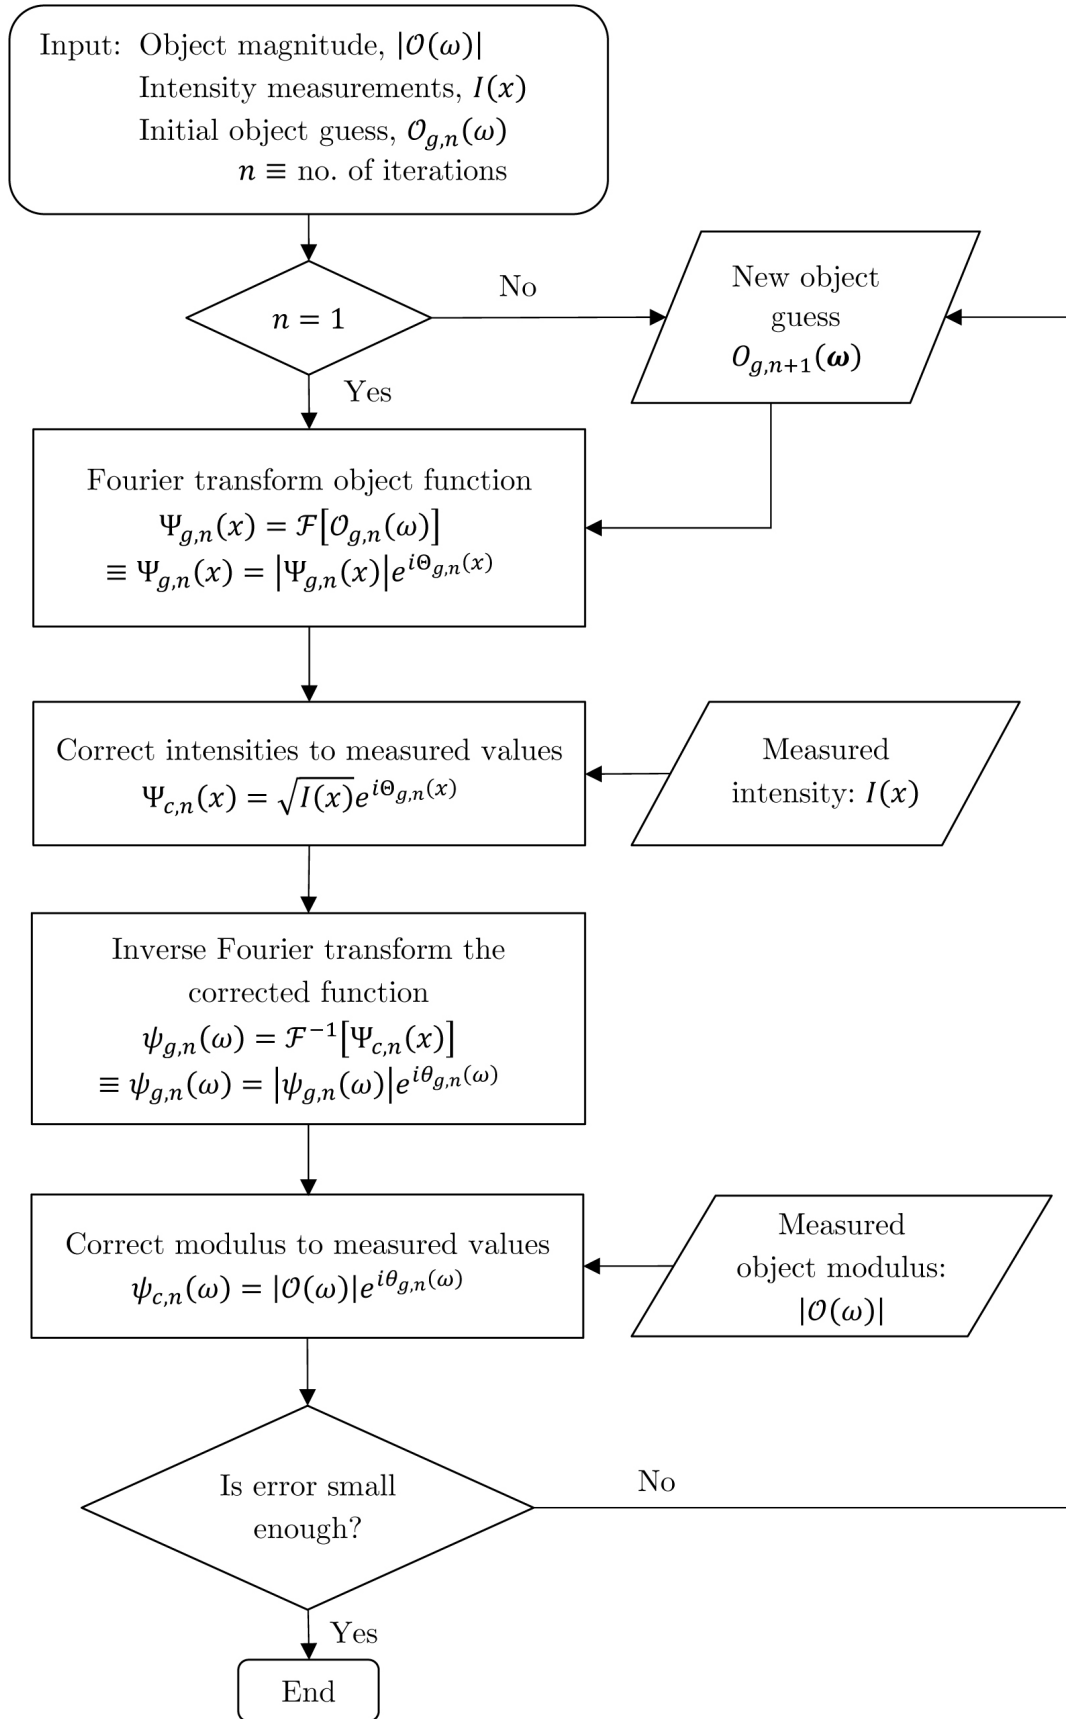 Input: Object magnitude, |𝒪(ω)|
Intensity measurements, I(x)
Initial object guess, 𝒪_{g,n}(ω)
n ≡ no. of iterations
n = 1
No
Yes
New object
guess
O_{g,n+1}(𝝎)
Fourier transform object function
Ψ_{g,n}(x) = ℱ[𝒪_{g,n}(ω)]
≡ Ψ_{g,n}(x) = |Ψ_{g,n}(x)|e^{iΘ_{g,n}(x)}
Correct intensities to measured values
Ψ_{c,n}(x) = √I(x)e^{iΘ_{g,n}(x)}
Measured
intensity: I(x)
Inverse Fourier transform the
corrected function
ψ_{g,n}(ω) = ℱ^{−1}[Ψ_{c,n}(x)]
≡ ψ_{g,n}(ω) = |ψ_{g,n}(ω)|e^{iθ_{g,n}(ω)}
Correct modulus to measured values
ψ_{c,n}(ω) = |𝒪(ω)|e^{iθ_{g,n}(ω)}
Measured
object modulus:
|𝒪(ω)|
Is error small
enough?
No
Yes
End